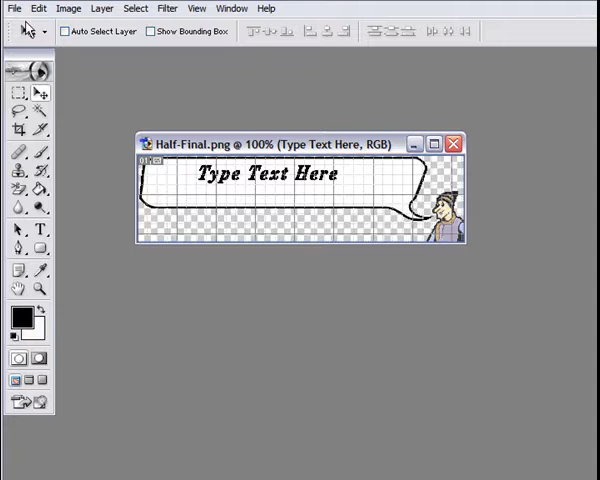 File Edit Image Layer Select Filter View Window Help
Auto Select Layer Show Bounding Box
Half-Final.png @ 100% (Type Text Here, RGB)
01
Type Text Here
T